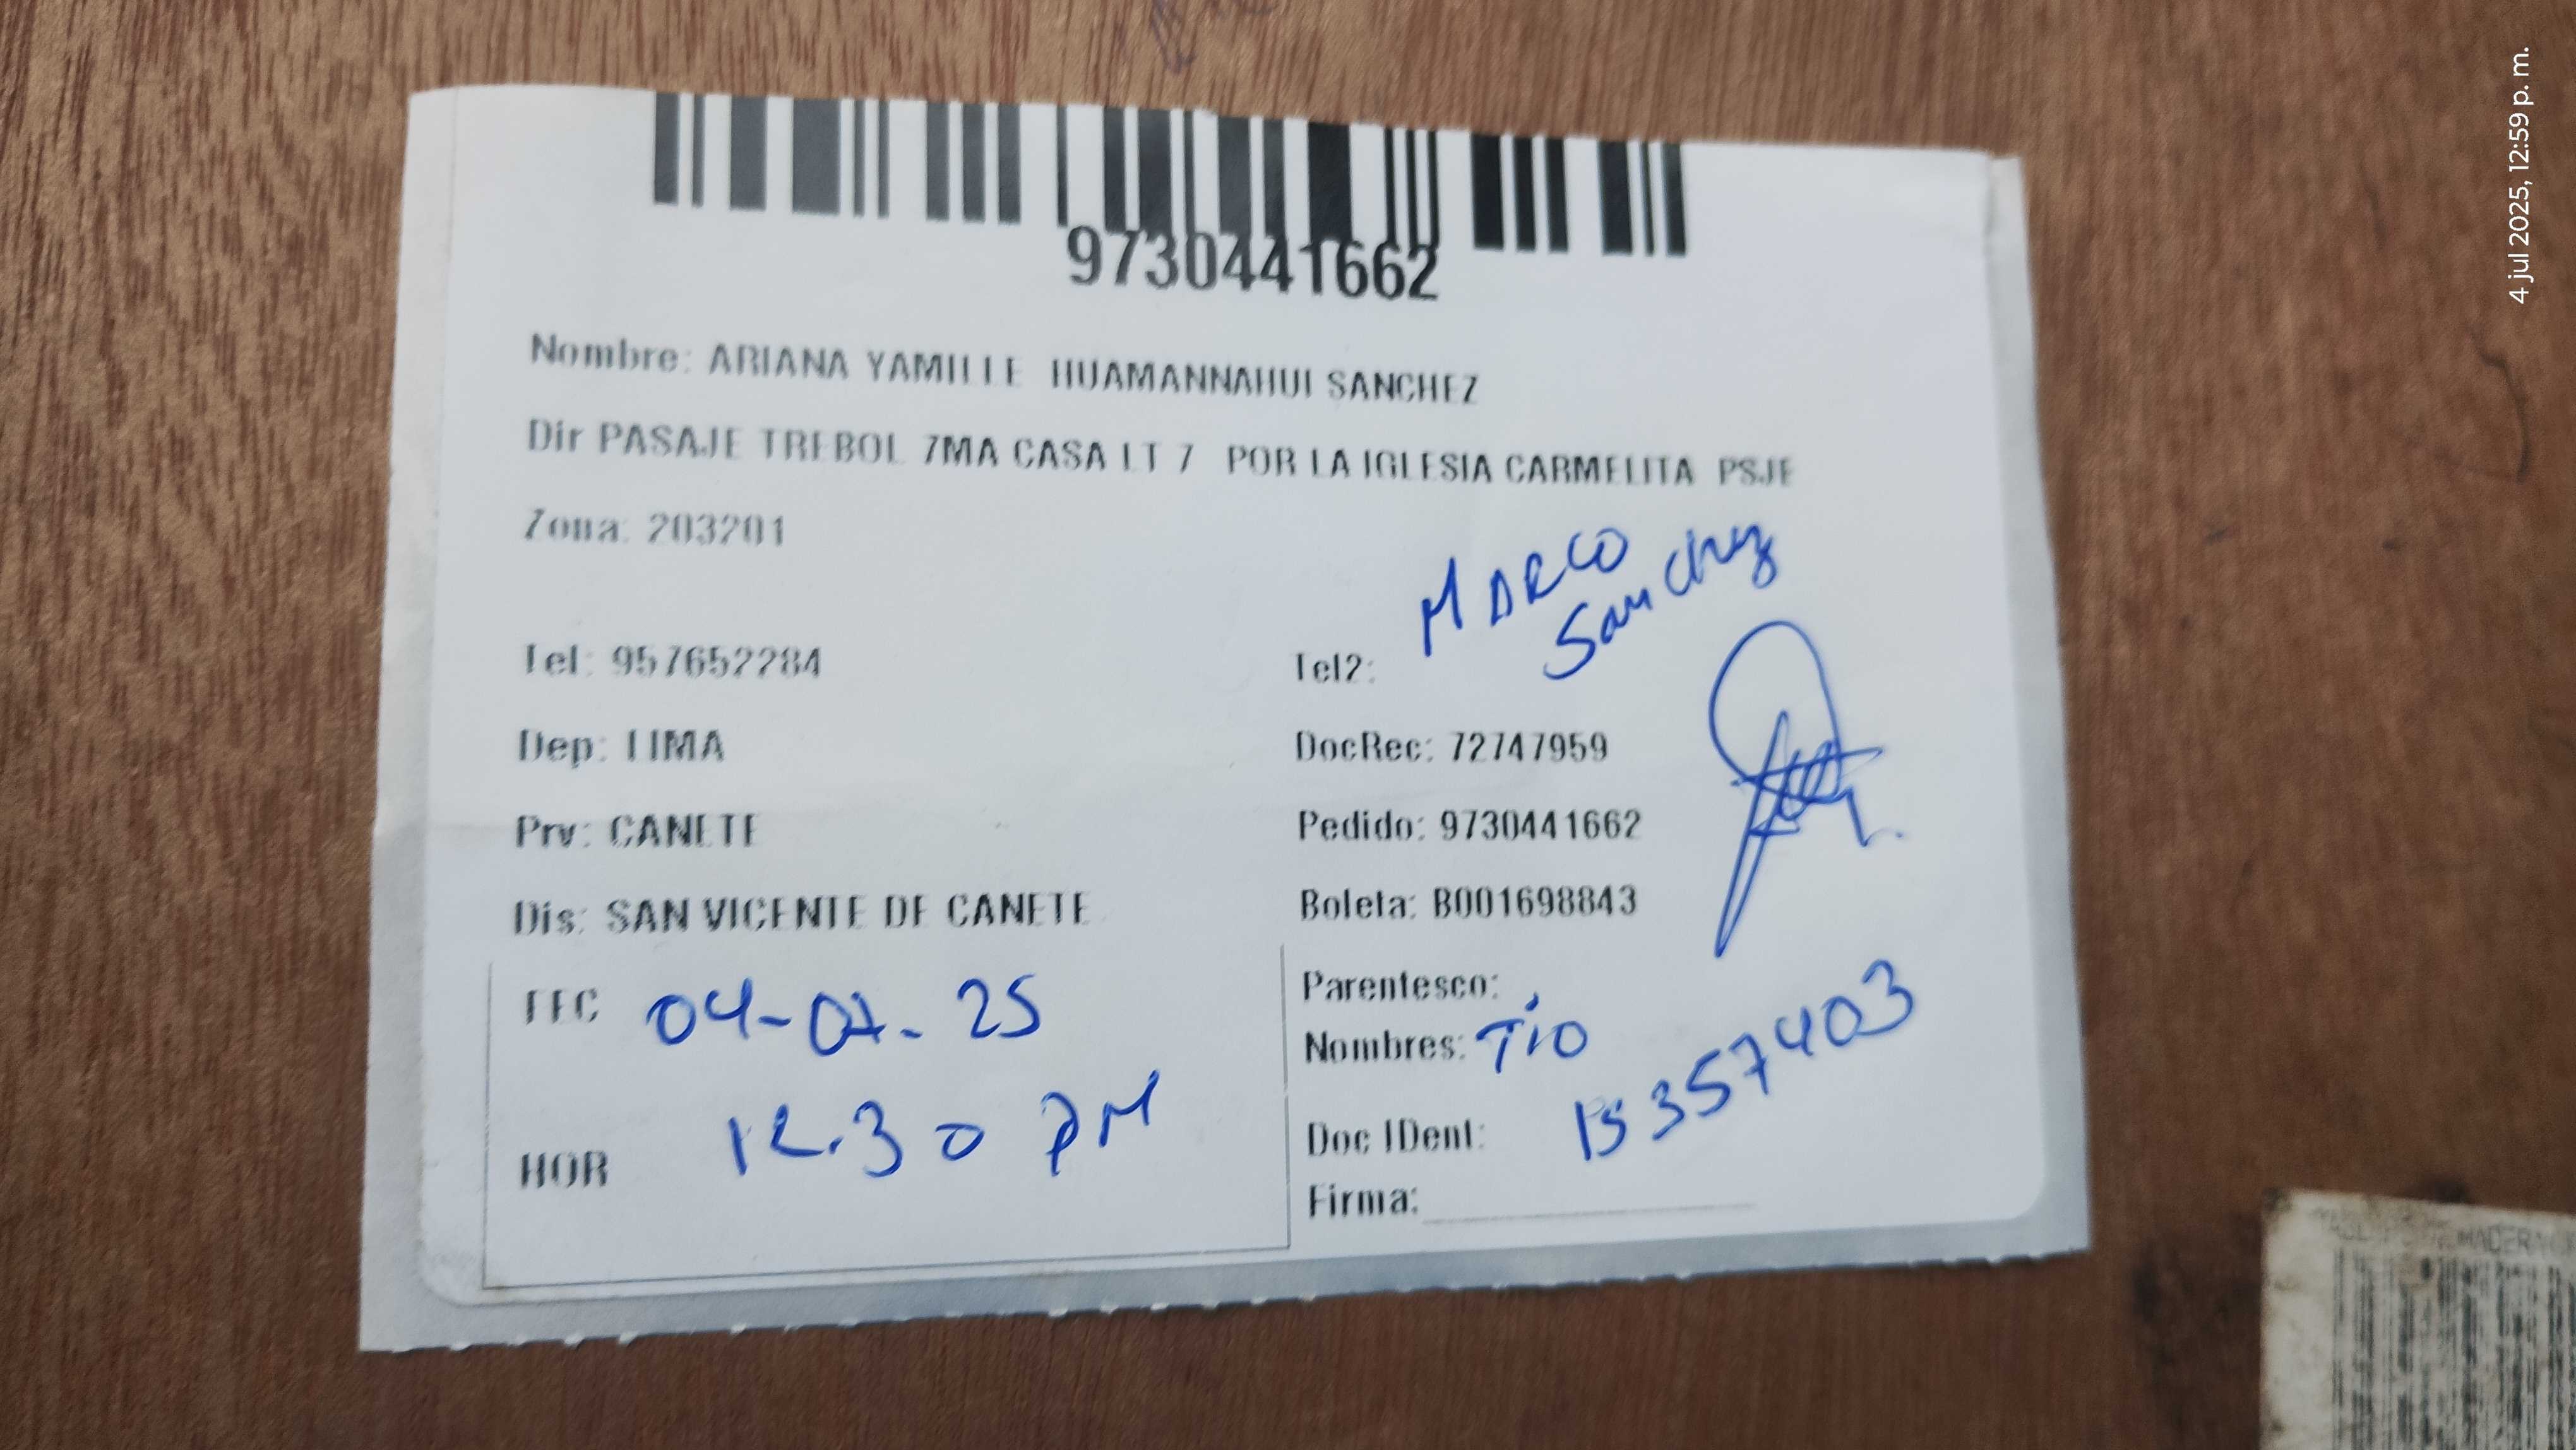 4 jul 2025, 12:59 p. m.
9730441662
Nombre: ARIANA YAMILLE HUAMANNAHUI SANCHEZ
Dir PASAJE TREBOL 7MA CASA LT 7 POR LA IGLESIA CARMELITA PSJE
Zona: 203201
MARCO
Sanchez
Tel: 957652284 Tel2:
Dep: LIMA DocRec: 72747959
Prv: CANETE Pedido: 9730441662
Dis: SAN VICENTE DE CANETE Boleta: B001698843
FEC 04-07-25
HOR 12.30 PM
Parentesco:
Nombres: Tío
Doc IDent: 15357403
Firma: